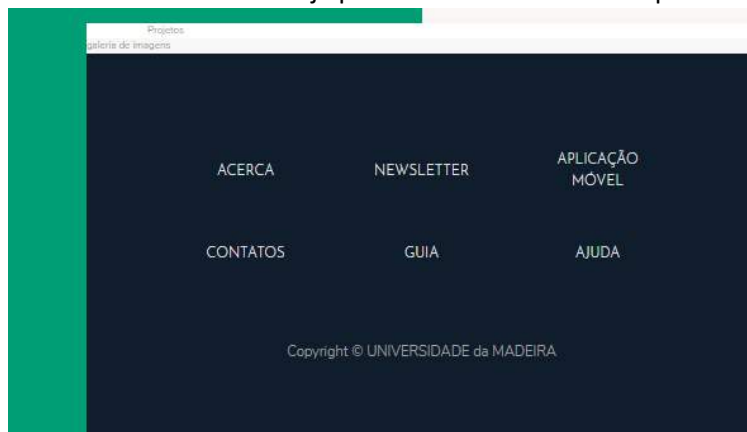 Projetos
galeria de imagens
ACERCA NEWSLETTER APLICAÇÃO
MÓVEL
CONTATOS GUIA AJUDA
Copyright © UNIVERSIDADE da MADEIRA